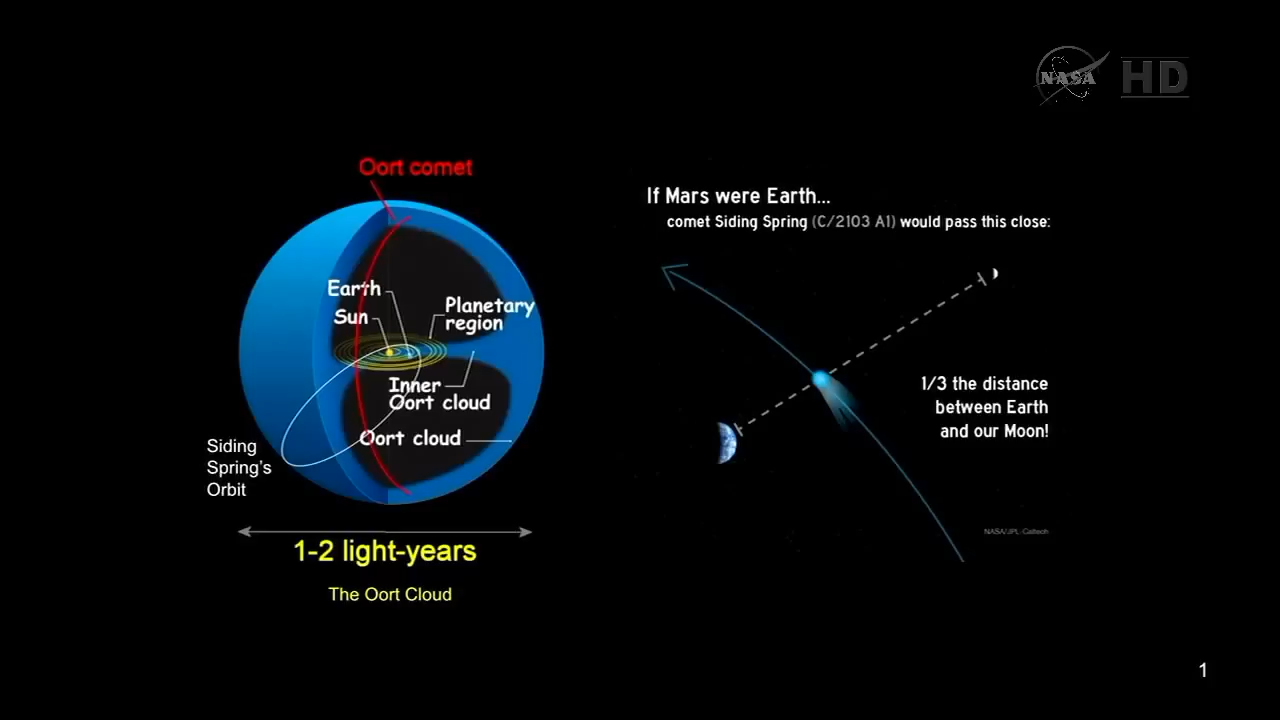 NASA HD
Oort comet
Earth
Sun
Planetary
region
Inner
Oort cloud
Oort cloud
Siding
Spring's
Orbit
1-2 light-years
The Oort Cloud
If Mars were Earth...
comet Siding Spring (C/2103 A1) would pass this close:
1/3 the distance
between Earth
and our Moon!
NASA/JPL-Caltech
1